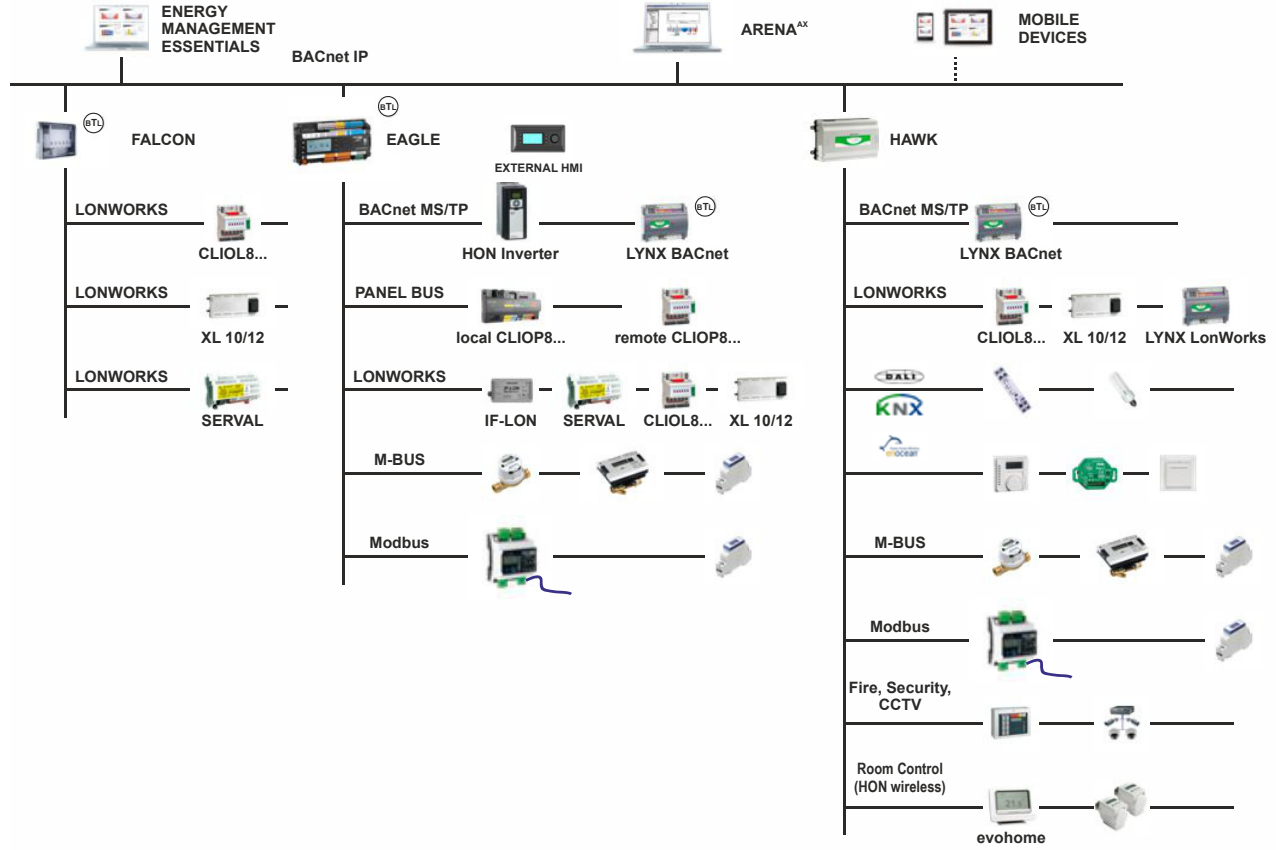 ENERGY
MANAGEMENT
ESSENTIALS
BACnet IP
ARENA AX
MOBILE
DEVICES
BTL
FALCON
BTL
EAGLE
EXTERNAL HMI
HAWK
LONWORKS
CLIOL8...
LONWORKS
XL 10/12
LONWORKS
SERVAL
BACnet MS/TP
HON Inverter
BTL
LYNX BACnet
PANEL BUS
local CLIOP8...
remote CLIOP8...
LONWORKS
IF-LON
SERVAL
CLIOL8...
XL 10/12
M-BUS
Modbus
BACnet MS/TP
BTL
LYNX BACnet
LONWORKS
CLIOL8...
XL 10/12
LYNX LonWorks
DALI
KNX
enocean
M-BUS
Modbus
Fire, Security,
CCTV
Room Control
(HON wireless)
evohome